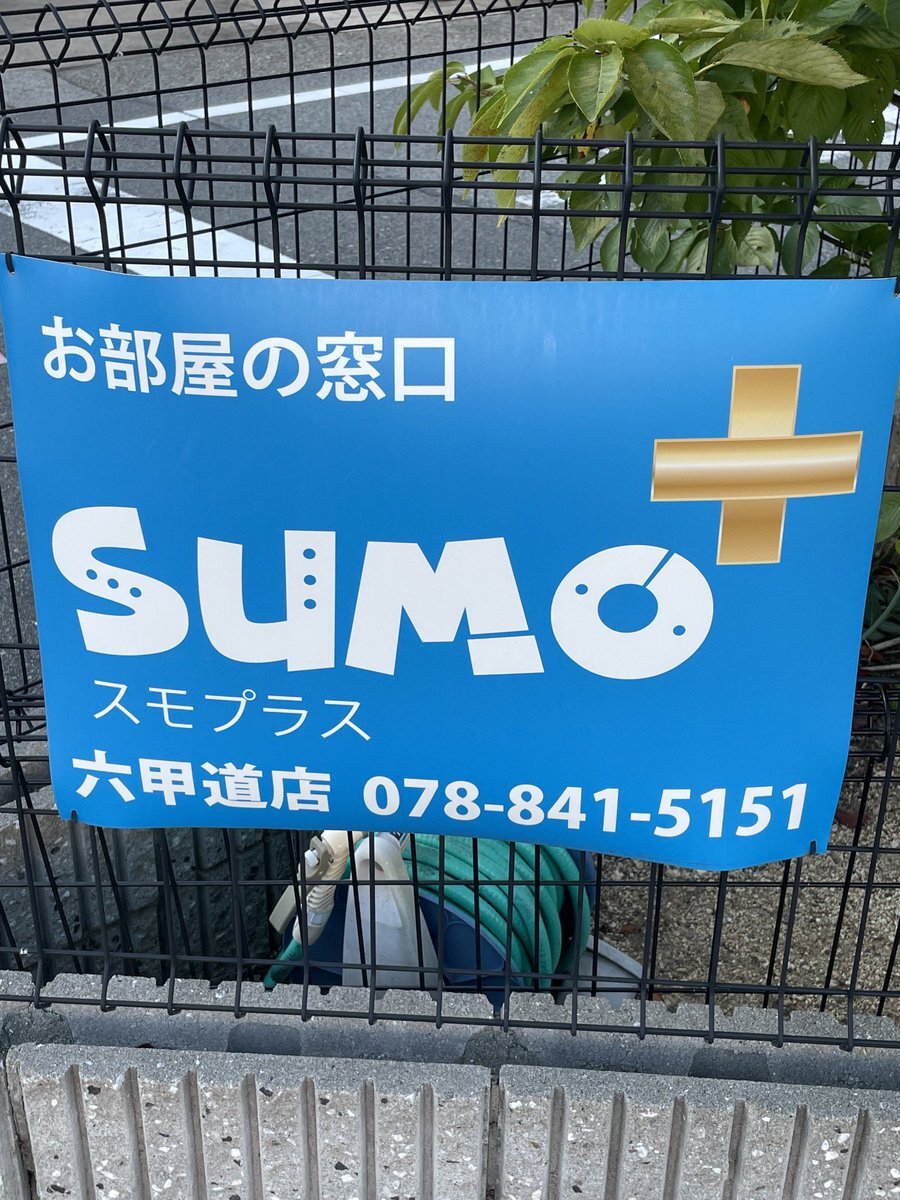 お部屋の窓口
SUMO+
スモプラス
六甲道店 078-841-5151